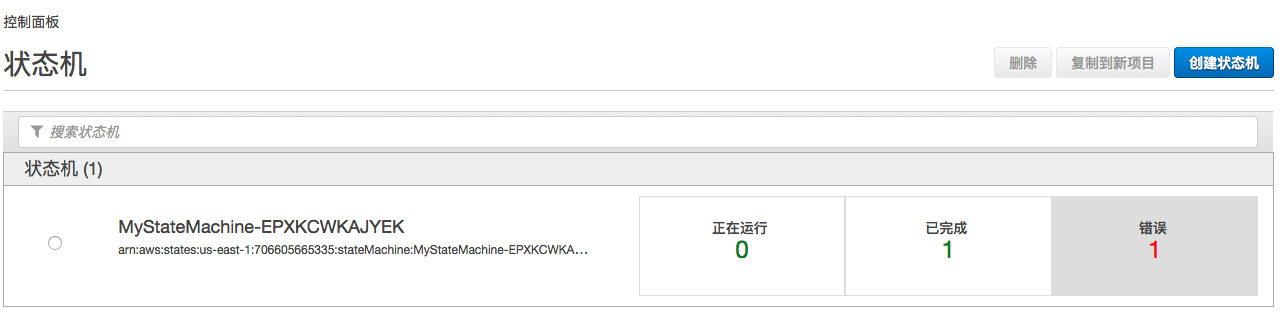 控制面板
状态机
删除 复制到新项目 创建状态机
搜索状态机
状态机 (1)
MyStateMachine-EPXKCWKAJYEK
arn:aws:states:us-east-1:706605665335:stateMachine:MyStateMachine-EPXKCWKA…
正在运行 已完成 错误
0 1 1